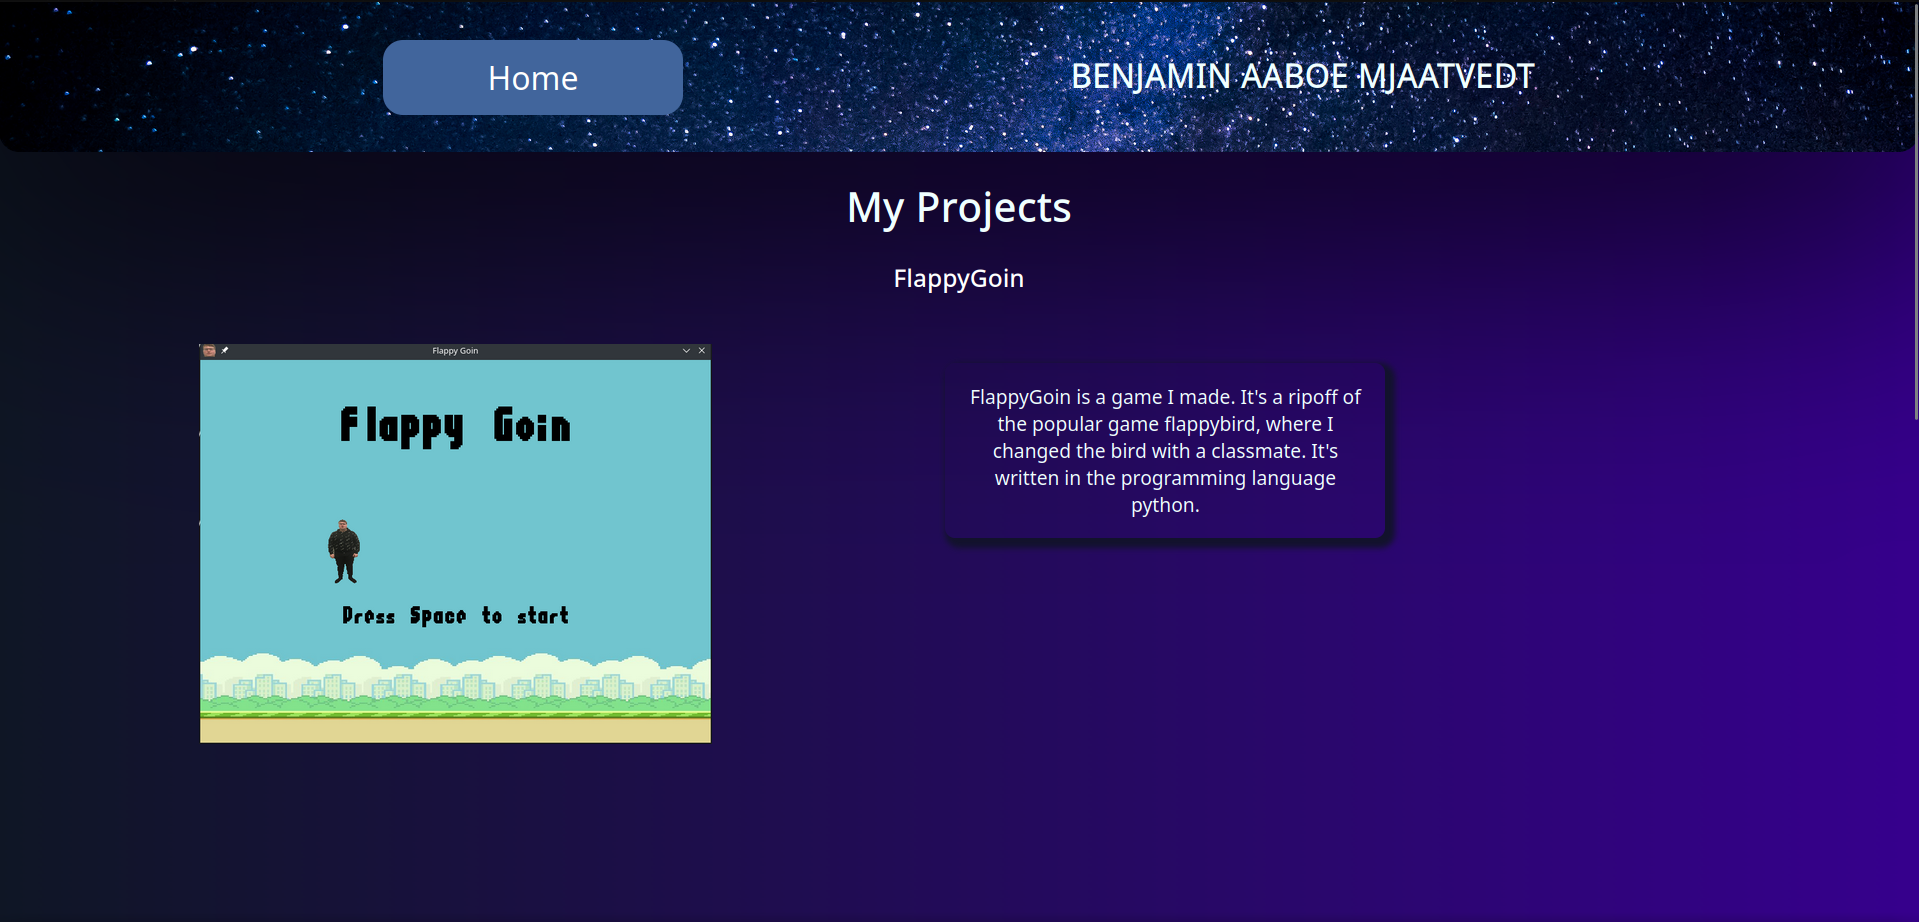 Home
BENJAMIN AABOE MJAATVEDT
My Projects
FlappyGoin
Flappy Goin
Flappy Goin
Press Space to start
FlappyGoin is a game I made. It's a ripoff of
the popular game flappybird, where I
changed the bird with a classmate. It's
written in the programming language
python.